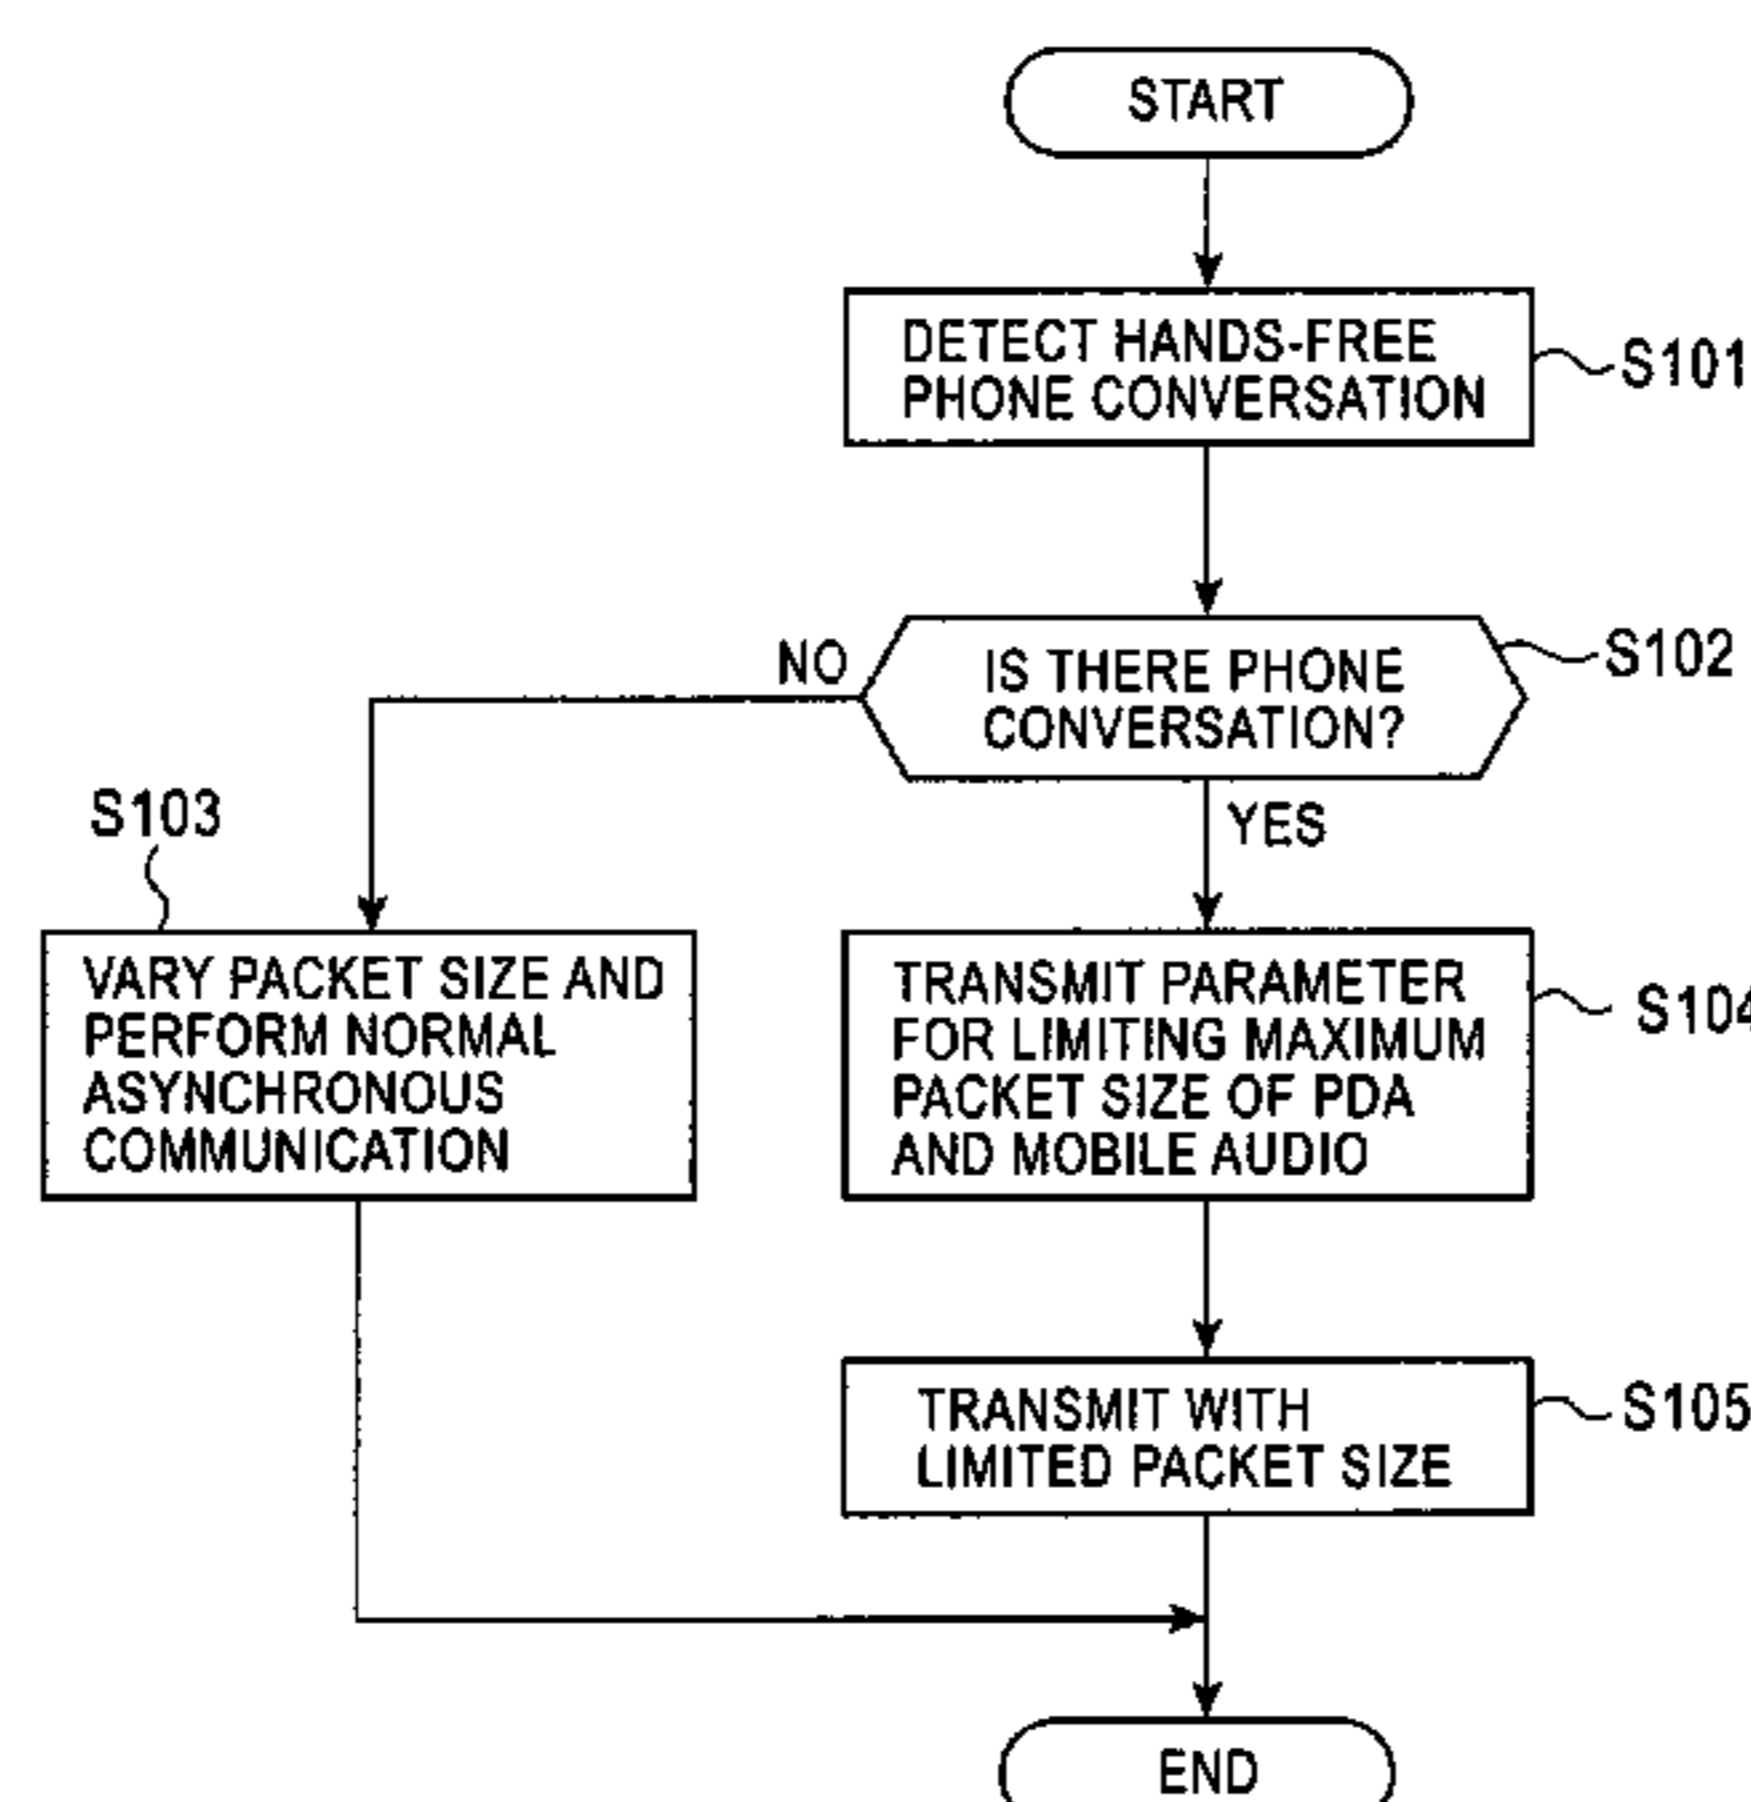 START
DETECT HANDS-FREE
PHONE CONVERSATION
S101
IS THERE PHONE
CONVERSATION?
S102
NO
YES
S103
VARY PACKET SIZE AND
PERFORM NORMAL
ASYNCHRONOUS
COMMUNICATION
TRANSMIT PARAMETER
FOR LIMITING MAXIMUM
PACKET SIZE OF PDA
AND MOBILE AUDIO
S104
TRANSMIT WITH
LIMITED PACKET SIZE
S105
END